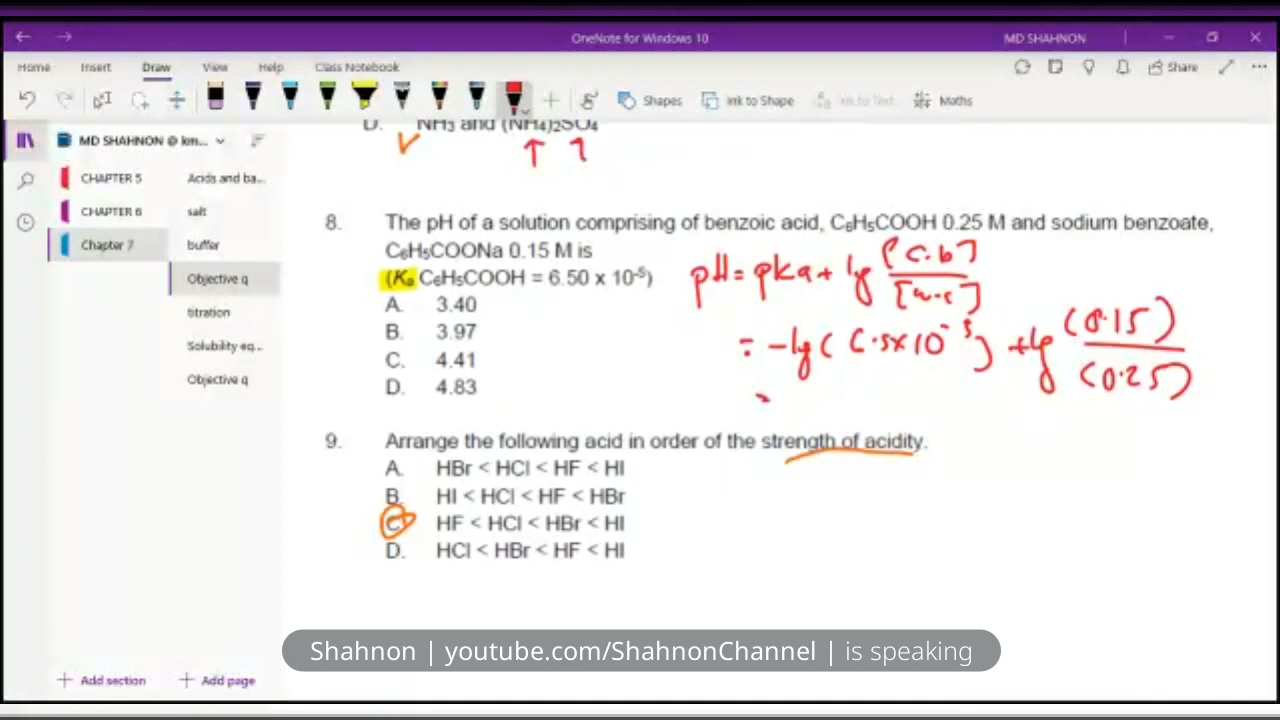 OneNote for Windows 10
MD SHAHNON
Home Insert Draw View Help Class Notebook
Share
Shapes Ink to Shape Ink to Text Maths
MD SHAHNON @ km...
CHAPTER 5
CHAPTER 6
Chapter 7
Acids and ba...
salt
buffer
Objective q
titration
Solubility eq...
Objective q
D. NH3 and (NH4)2SO4
8. The pH of a solution comprising of benzoic acid, C6H5COOH 0.25 M and sodium benzoate,
C6H5COONa 0.15 M is
(Ka C6H5COOH = 6.50 x 10-5)
A. 3.40
B. 3.97
C. 4.41
D. 4.83
pH = pka + lg [c.b]
[w.c]
= -lg (6.5x10-5) + lg (0.15)
(0.25)
9. Arrange the following acid in order of the strength of acidity.
A. HBr < HCl < HF < HI
B. HI < HCl < HF < HBr
C. HF < HCl < HBr < HI
D. HCl < HBr < HF < HI
Shahnon | youtube.com/ShahnonChannel | is speaking
+ Add section + Add page